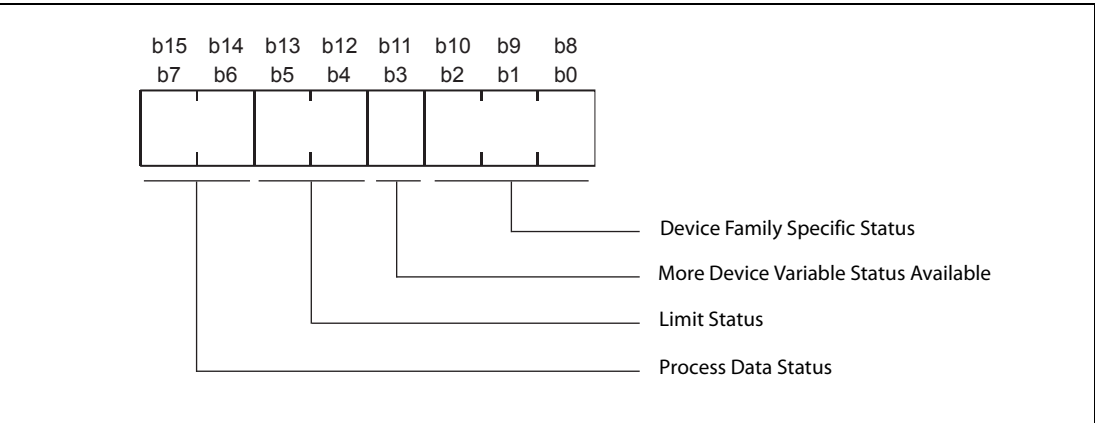 b15 b14 b13 b12 b11 b10 b9 b8
b7 b6 b5 b4 b3 b2 b1 b0
Device Family Specific Status
More Device Variable Status Available
Limit Status
Process Data Status